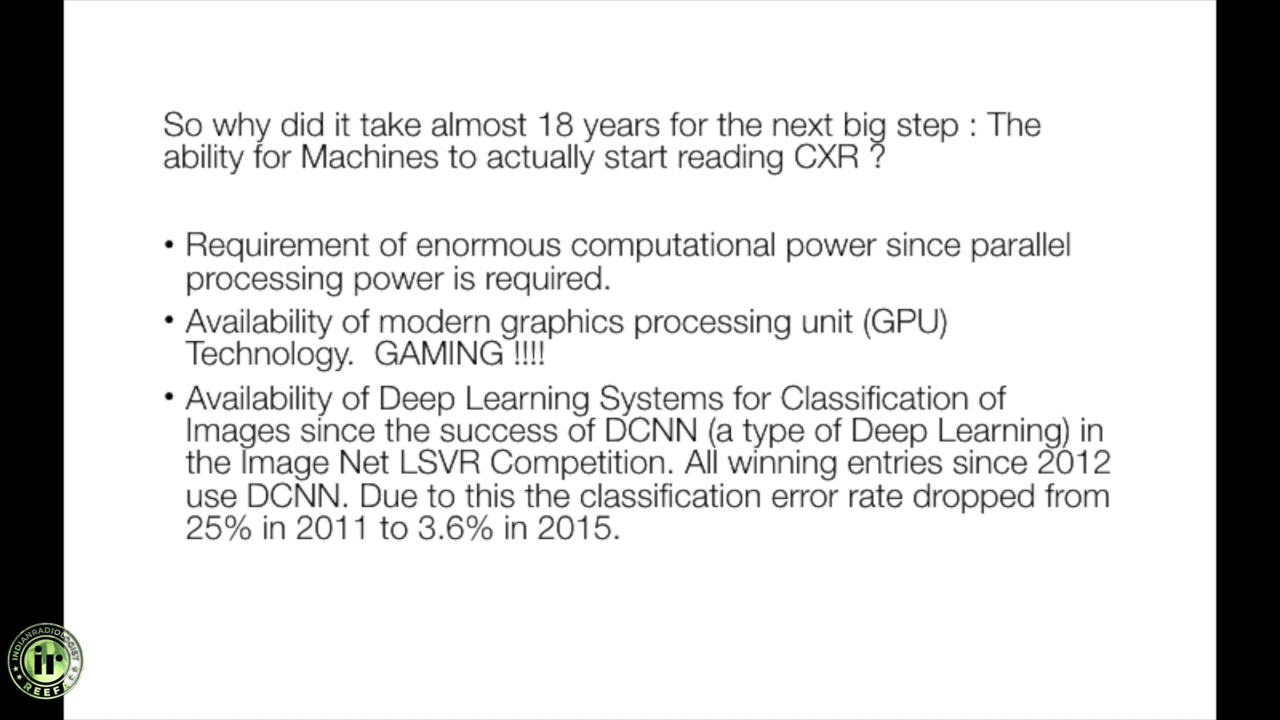 So why did it take almost 18 years for the next big step : The
ability for Machines to actually start reading CXR ?
• Requirement of enormous computational power since parallel
processing power is required.
• Availability of modern graphics processing unit (GPU)
Technology. GAMING !!!!
• Availability of Deep Learning Systems for Classification of
Images since the success of DCNN (a type of Deep Learning) in
the Image Net LSVR Competition. All winning entries since 2012
use DCNN. Due to this the classification error rate dropped from
25% in 2011 to 3.6% in 2015.
INDIANRADIOLOGIST
ir